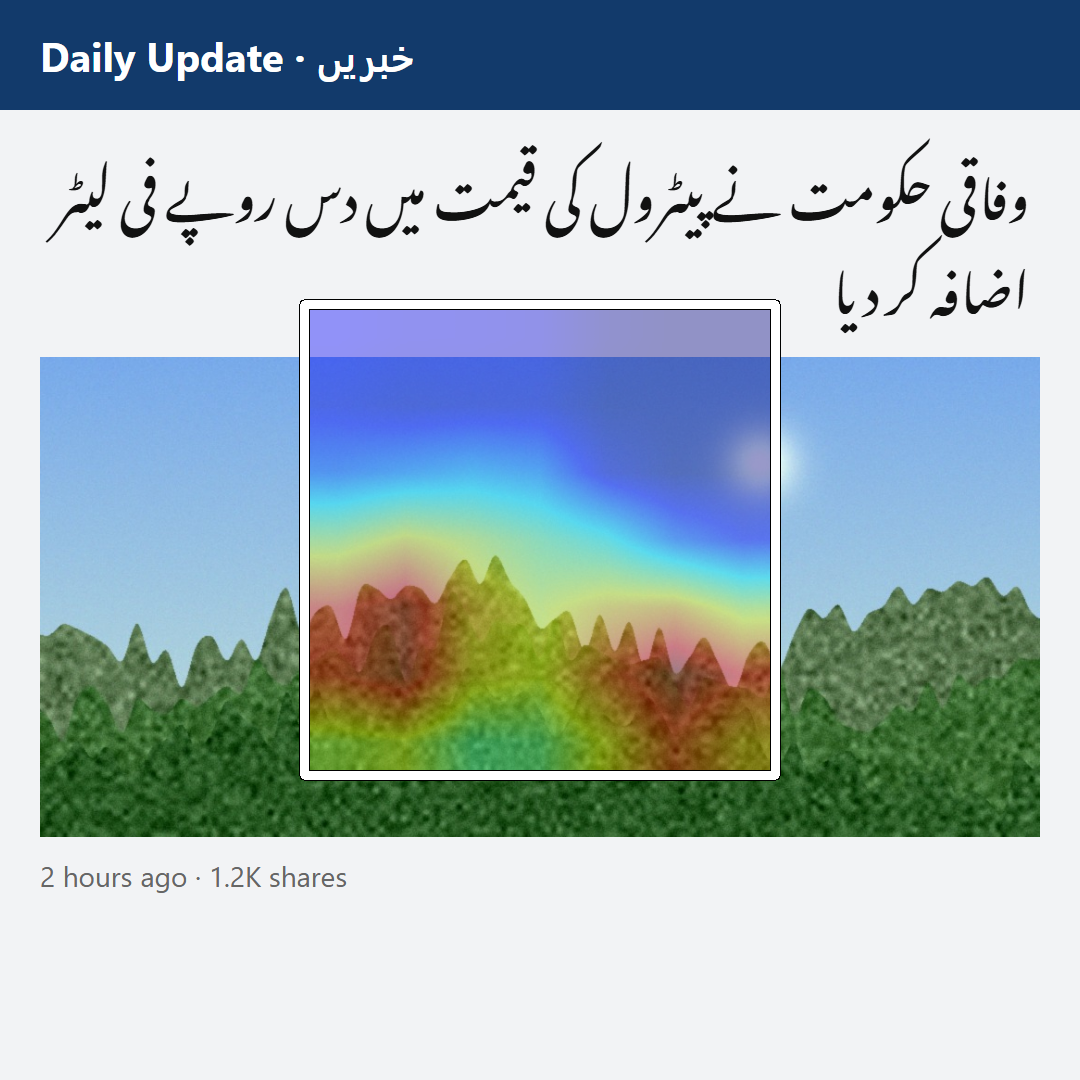 Daily Update · خبریں
وفاقی حکومت نے پیٹرول کی قیمت میں دس روپے فی لیٹر
اضافہ کر دیا
2 hours ago · 1.2K shares